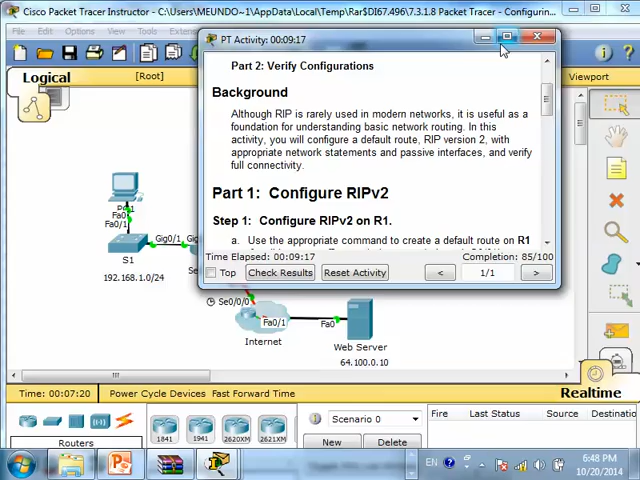 Cisco Packet Tracer Instructor - C:\USERS\MEUNDO~1\AppData\Local\Temp\Rar$DI67.496\7.3.1.8 Packet Tracer - Configurin...
File Edit Options View Tools Extensions
Logical
[Root]
Viewport
PT Activity: 00:09:17
Part 2: Verify Configurations
Background
Although RIP is rarely used in modern networks, it is useful as a
foundation for understanding basic network routing. In this
activity, you will configure a default route, RIP version 2, with
appropriate network statements and passive interfaces, and verify
full connectivity.
Part 1: Configure RIPv2
Step 1: Configure RIPv2 on R1.
a. Use the appropriate command to create a default route on R1
Time Elapsed: 00:09:17
Completion: 85/100
Top
Check Results
Reset Activity
<
1/1
>
Fa0
Fa0/1
S1
Gig0/1
192.168.1.0/24
Se0/0/0
Fa0/1
Fa0
Internet
Web Server
64.100.0.10
Time: 00:07:20
Power Cycle Devices Fast Forward Time
Realtime
Routers
1841
1941
2620XM
2621XM
Scenario 0
New
Delete
Fire Last Status Source Destinatio
EN
6:48 PM
10/20/2014